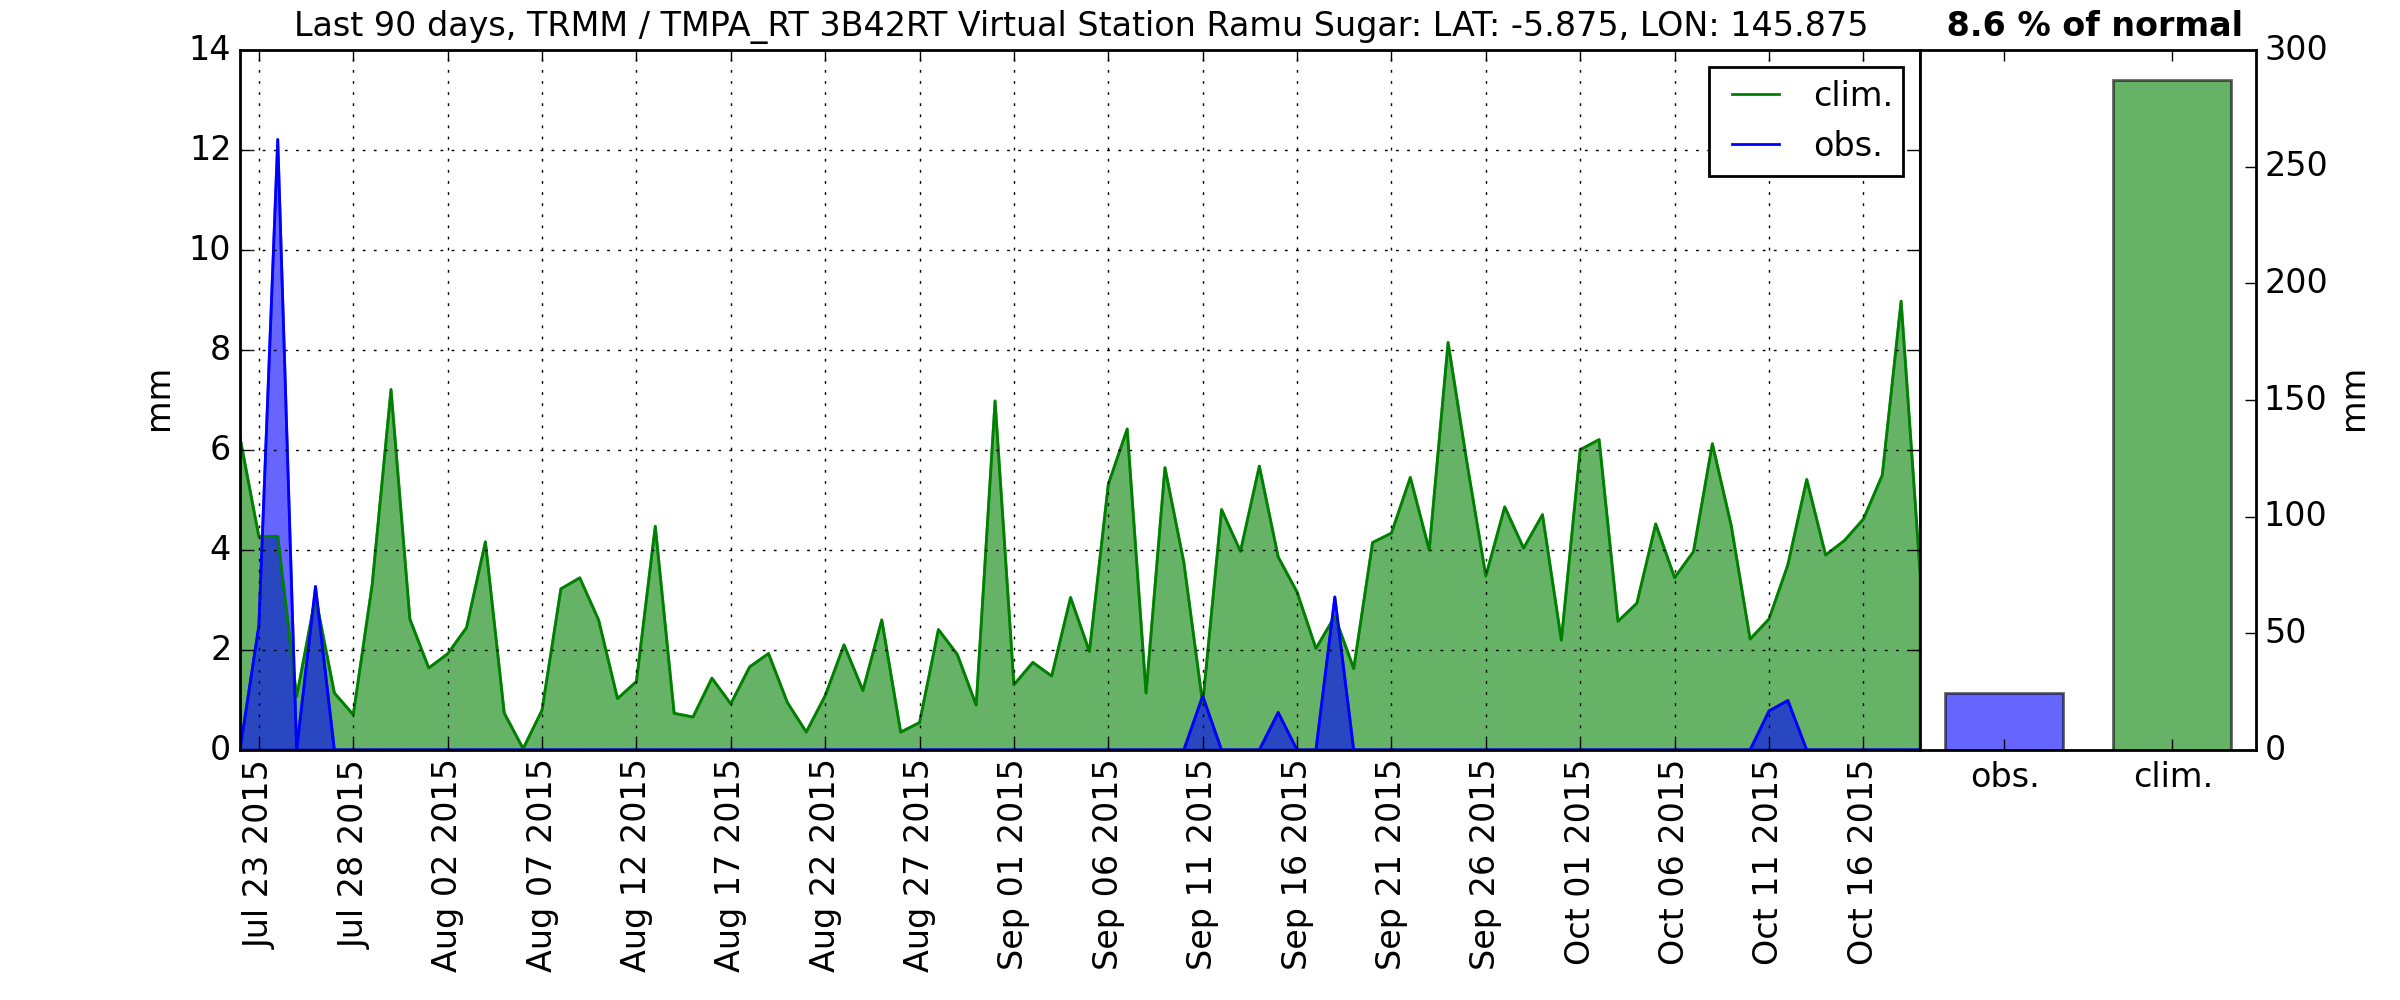 Last 90 days, TRMM / TMPA_RT 3B42RT Virtual Station Ramu Sugar: LAT: -5.875, LON: 145.875
8.6 % of normal
14
12
10
8
6
4
2
0
mm
clim.
obs.
300
250
200
150
100
50
0
mm
Jul 23 2015
Jul 28 2015
Aug 02 2015
Aug 07 2015
Aug 12 2015
Aug 17 2015
Aug 22 2015
Aug 27 2015
Sep 01 2015
Sep 06 2015
Sep 11 2015
Sep 16 2015
Sep 21 2015
Sep 26 2015
Oct 01 2015
Oct 06 2015
Oct 11 2015
Oct 16 2015
obs.
clim.